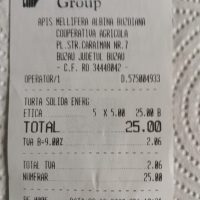 Group
APIS MELLIFERA ALBINA BUZOIANA
COOPERATIVA AGRICOLA
PL.STR.CARAIMAN NR.7
BUZAU JUDETUL BUZAU
- C.F. RO 34448042 -
OPERATOR/1 D.575004933
TURTA SOLIDA ENERG
ETICA 5 X 5.00 25.00 B
TOTAL 25.00
TVA B-9.00% 2.06
TOTAL TVA 2.06
NUMERAR 25.00